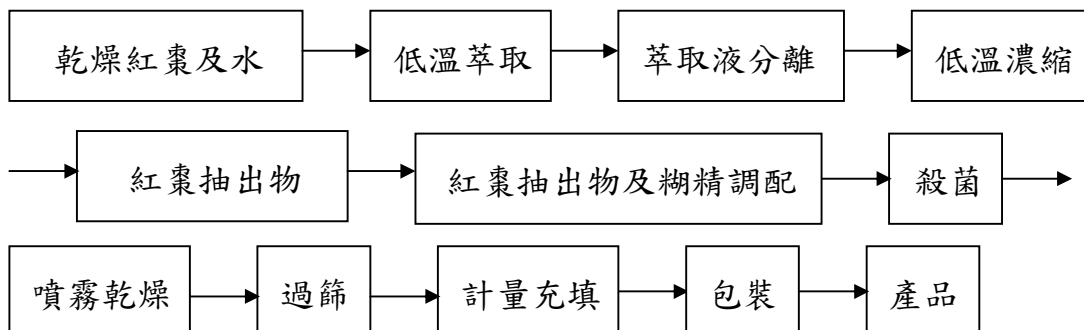 乾燥紅棗及水 低溫萃取 萃取液分離 低溫濃縮
紅棗抽出物 紅棗抽出物及糊精調配 殺菌
噴霧乾燥 過篩 計量充填 包裝 產品